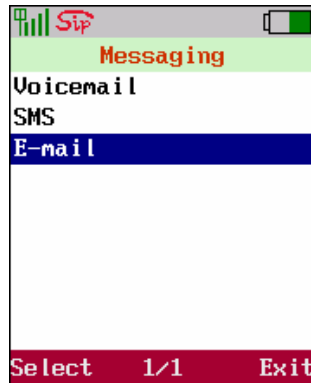 Sip
Messaging
Voicemail
SMS
E-mail
Select 1/1 Exit